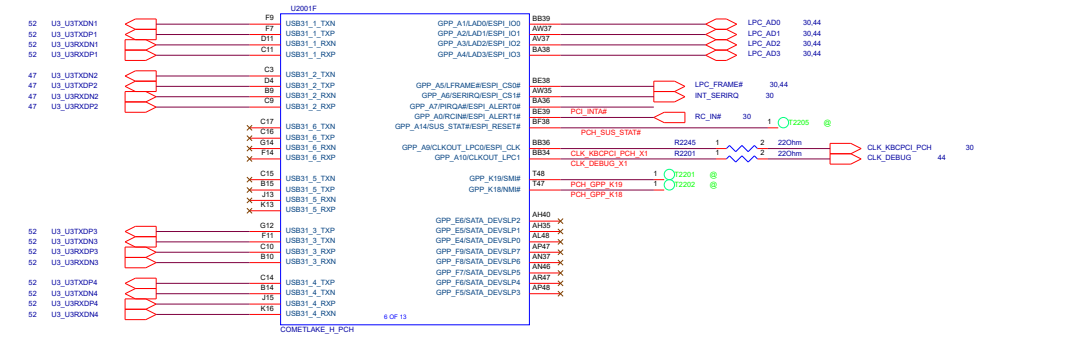 U2001F
52 U3_U3TXDN1 F9 USB31_1_TXN GPP_A1/LAD0/ESPI_IO0 BB39 LPC_AD0 30,44
52 U3_U3TXDP1 F7 USB31_1_TXP GPP_A2/LAD1/ESPI_IO1 AW37 LPC_AD1 30,44
52 U3_U3RXDN1 D11 USB31_1_RXN GPP_A3/LAD2/ESPI_IO2 AV37 LPC_AD2 30,44
52 U3_U3RXDP1 C11 USB31_1_RXP GPP_A4/LAD3/ESPI_IO3 BA38 LPC_AD3 30,44
47 U3_U3TXDN2 C3 USB31_2_TXN
47 U3_U3TXDP2 D4 USB31_2_TXP GPP_A5/LFRAME#/ESPI_CS0# BE38 LPC_FRAME# 30,44
47 U3_U3RXDN2 B9 USB31_2_RXN GPP_A6/SERIRQ/ESPI_CS1# AW35 INT_SERIRQ 30
47 U3_U3RXDP2 C9 USB31_2_RXP GPP_A7/PIRQA#/ESPI_ALERT0# BA36 PCI_INTA#
GPP_A0/RCIN#/ESPI_ALERT1# BE39 RC_IN# 30
C17 USB31_6_TXN GPP_A14/SUS_STAT#/ESPI_RESET# BF38 PCH_SUS_STAT# 1 T2205 @
C16 USB31_6_TXP
G14 USB31_6_RXN GPP_A9/CLKOUT_LPC0/ESPI_CLK BB36 CLK_KBCPCI_PCH_X1 R2245 1 2 22Ohm CLK_KBCPCI_PCH 30
F14 USB31_6_RXP GPP_A10/CLKOUT_LPC1 BB34 CLK_DEBUG_X1 R2201 1 2 22Ohm CLK_DEBUG 44
C15 USB31_5_TXN GPP_K19/SMI# T48 PCH_GPP_K19 1 T2201 @
B15 USB31_5_TXP GPP_K18/NMI# T47 PCH_GPP_K18 1 T2202 @
J13 USB31_5_RXN
K13 USB31_5_RXP
GPP_E6/SATA_DEVSLP2 AH40
52 U3_U3TXDP3 G12 USB31_3_TXP GPP_E5/SATA_DEVSLP1 AH35
52 U3_U3TXDN3 F11 USB31_3_TXN GPP_E4/SATA_DEVSLP0 AL48
52 U3_U3RXDP3 C10 USB31_3_RXP GPP_F9/SATA_DEVSLP7 AP47
52 U3_U3RXDN3 B10 USB31_3_RXN GPP_F8/SATA_DEVSLP6 AN37
GPP_F7/SATA_DEVSLP5 AN46
52 U3_U3TXDP4 C14 USB31_4_TXP GPP_F6/SATA_DEVSLP4 AR47
52 U3_U3TXDN4 B14 USB31_4_TXN GPP_F5/SATA_DEVSLP3 AP48
52 U3_U3RXDP4 J15 USB31_4_RXP
52 U3_U3RXDN4 K16 USB31_4_RXN
6 OF 13
COMETLAKE_H_PCH